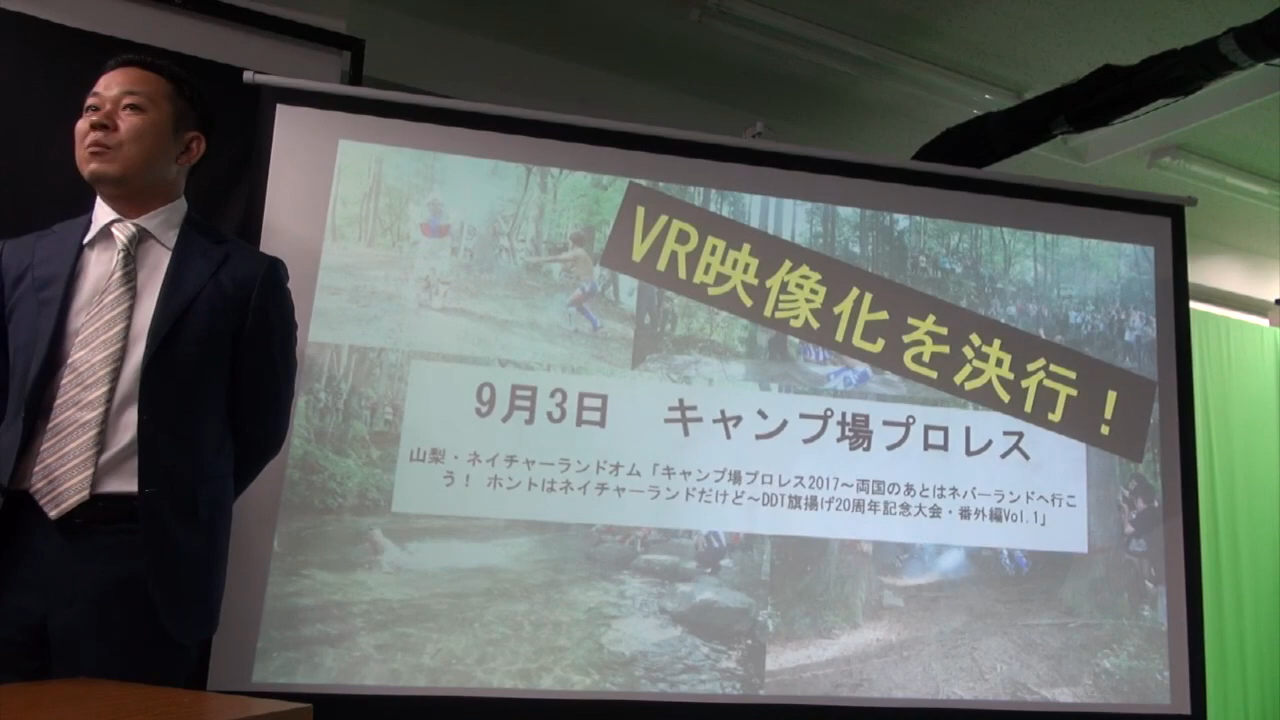 VR映像化を決行！
9月3日　キャンプ場プロレス
山梨・ネイチャーランドオム「キャンプ場プロレス2017～両国のあとはネバーランドへ行こ
う！ ホントはネイチャーランドだけど～DDT旗揚げ20周年記念大会・番外編Vol.1」